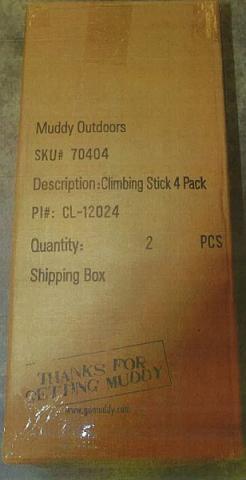 Muddy Outdoors
SKU# 70404
Description:Climbing Stick 4 Pack
PI#: CL-12024
Quantity: 2 PCS
Shipping Box
THANKS FOR
GETTING MUDDY
www.gomuddy.com